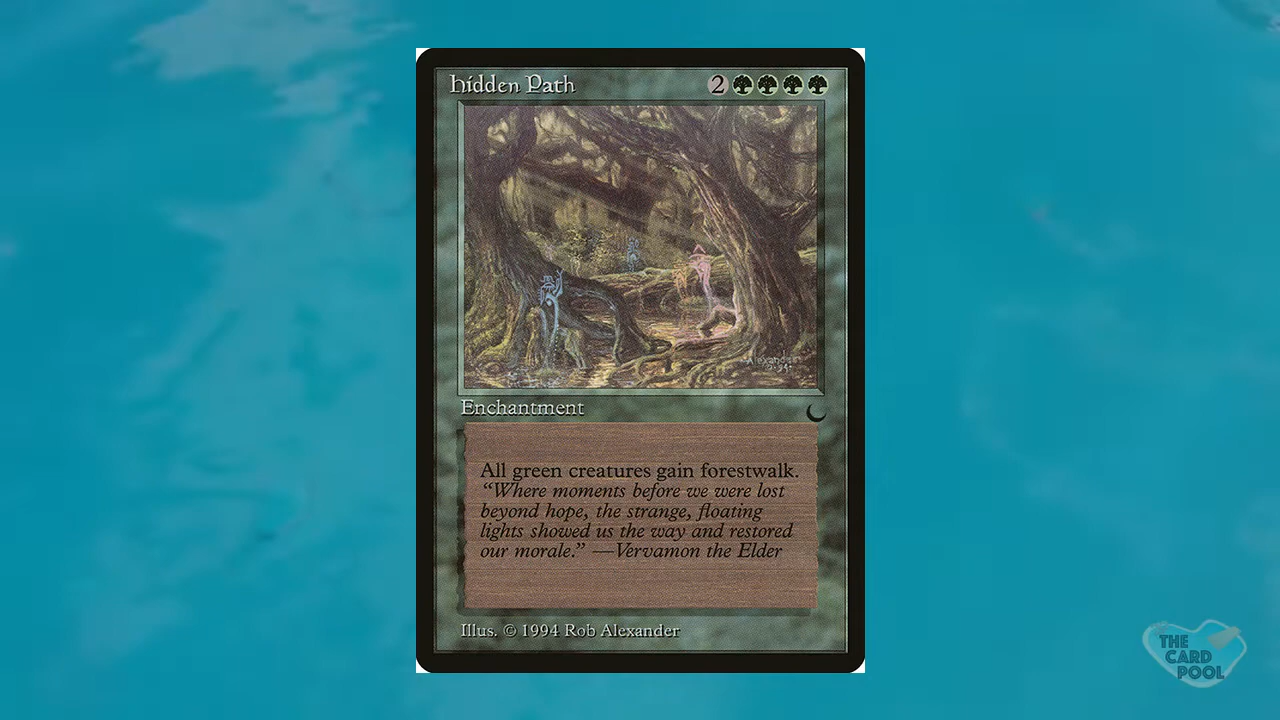 Hidden Path
2
Alexander
Enchantment
All green creatures gain forestwalk.
“Where moments before we were lost
beyond hope, the strange, floating
lights showed us the way and restored
our morale.” —Vervamon the Elder
Illus. © 1994 Rob Alexander
THE
CARD
POOL